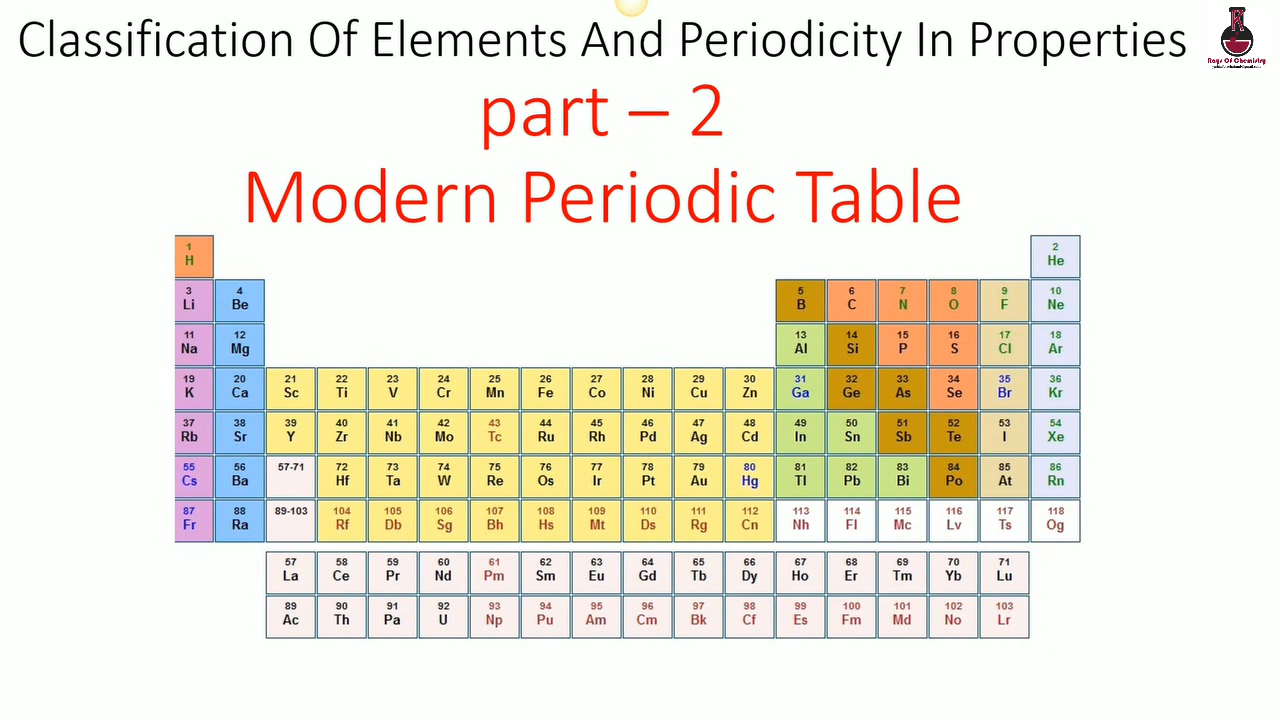 Classification Of Elements And Periodicity In Properties
Rays Of Chemistry
part – 2
Modern Periodic Table
1 2
H He
3 4 5 6 7 8 9 10
Li Be B C N O F Ne
11 12 13 14 15 16 17 18
Na Mg Al Si P S Cl Ar
19 20 21 22 23 24 25 26 27 28 29 30 31 32 33 34 35 36
K Ca Sc Ti V Cr Mn Fe Co Ni Cu Zn Ga Ge As Se Br Kr
37 38 39 40 41 42 43 44 45 46 47 48 49 50 51 52 53 54
Rb Sr Y Zr Nb Mo Tc Ru Rh Pd Ag Cd In Sn Sb Te I Xe
55 56 57-71 72 73 74 75 76 77 78 79 80 81 82 83 84 85 86
Cs Ba Hf Ta W Re Os Ir Pt Au Hg Tl Pb Bi Po At Rn
87 88 89-103 104 105 106 107 108 109 110 111 112 113 114 115 116 117 118
Fr Ra Rf Db Sg Bh Hs Mt Ds Rg Cn Nh Fl Mc Lv Ts Og
57 58 59 60 61 62 63 64 65 66 67 68 69 70 71
La Ce Pr Nd Pm Sm Eu Gd Tb Dy Ho Er Tm Yb Lu
89 90 91 92 93 94 95 96 97 98 99 100 101 102 103
Ac Th Pa U Np Pu Am Cm Bk Cf Es Fm Md No Lr